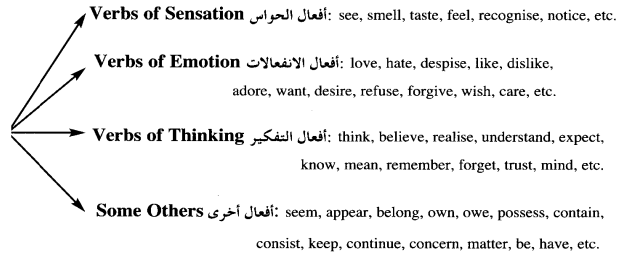 Verbs of Sensation أفعال الحواس: see, smell, taste, feel, recognise, notice, etc.
Verbs of Emotion أفعال الانفعالات: love, hate, despise, like, dislike,
adore, want, desire, refuse, forgive, wish, care, etc.
Verbs of Thinking أفعال التفكير: think, believe, realise, understand, expect,
know, mean, remember, forget, trust, mind, etc.
Some Others أفعال أخرى: seem, appear, belong, own, owe, possess, contain,
consist, keep, continue, concern, matter, be, have, etc.